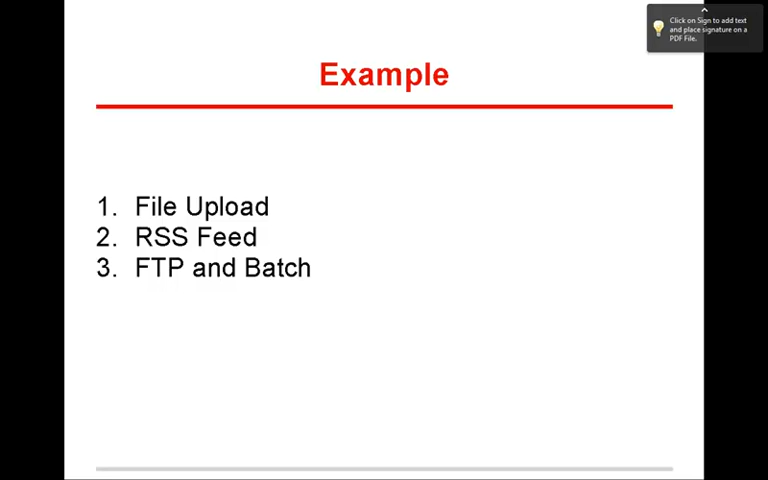 Example
1. File Upload
2. RSS Feed
3. FTP and Batch
Click on Sign to add text
and place signature on a
PDF File.